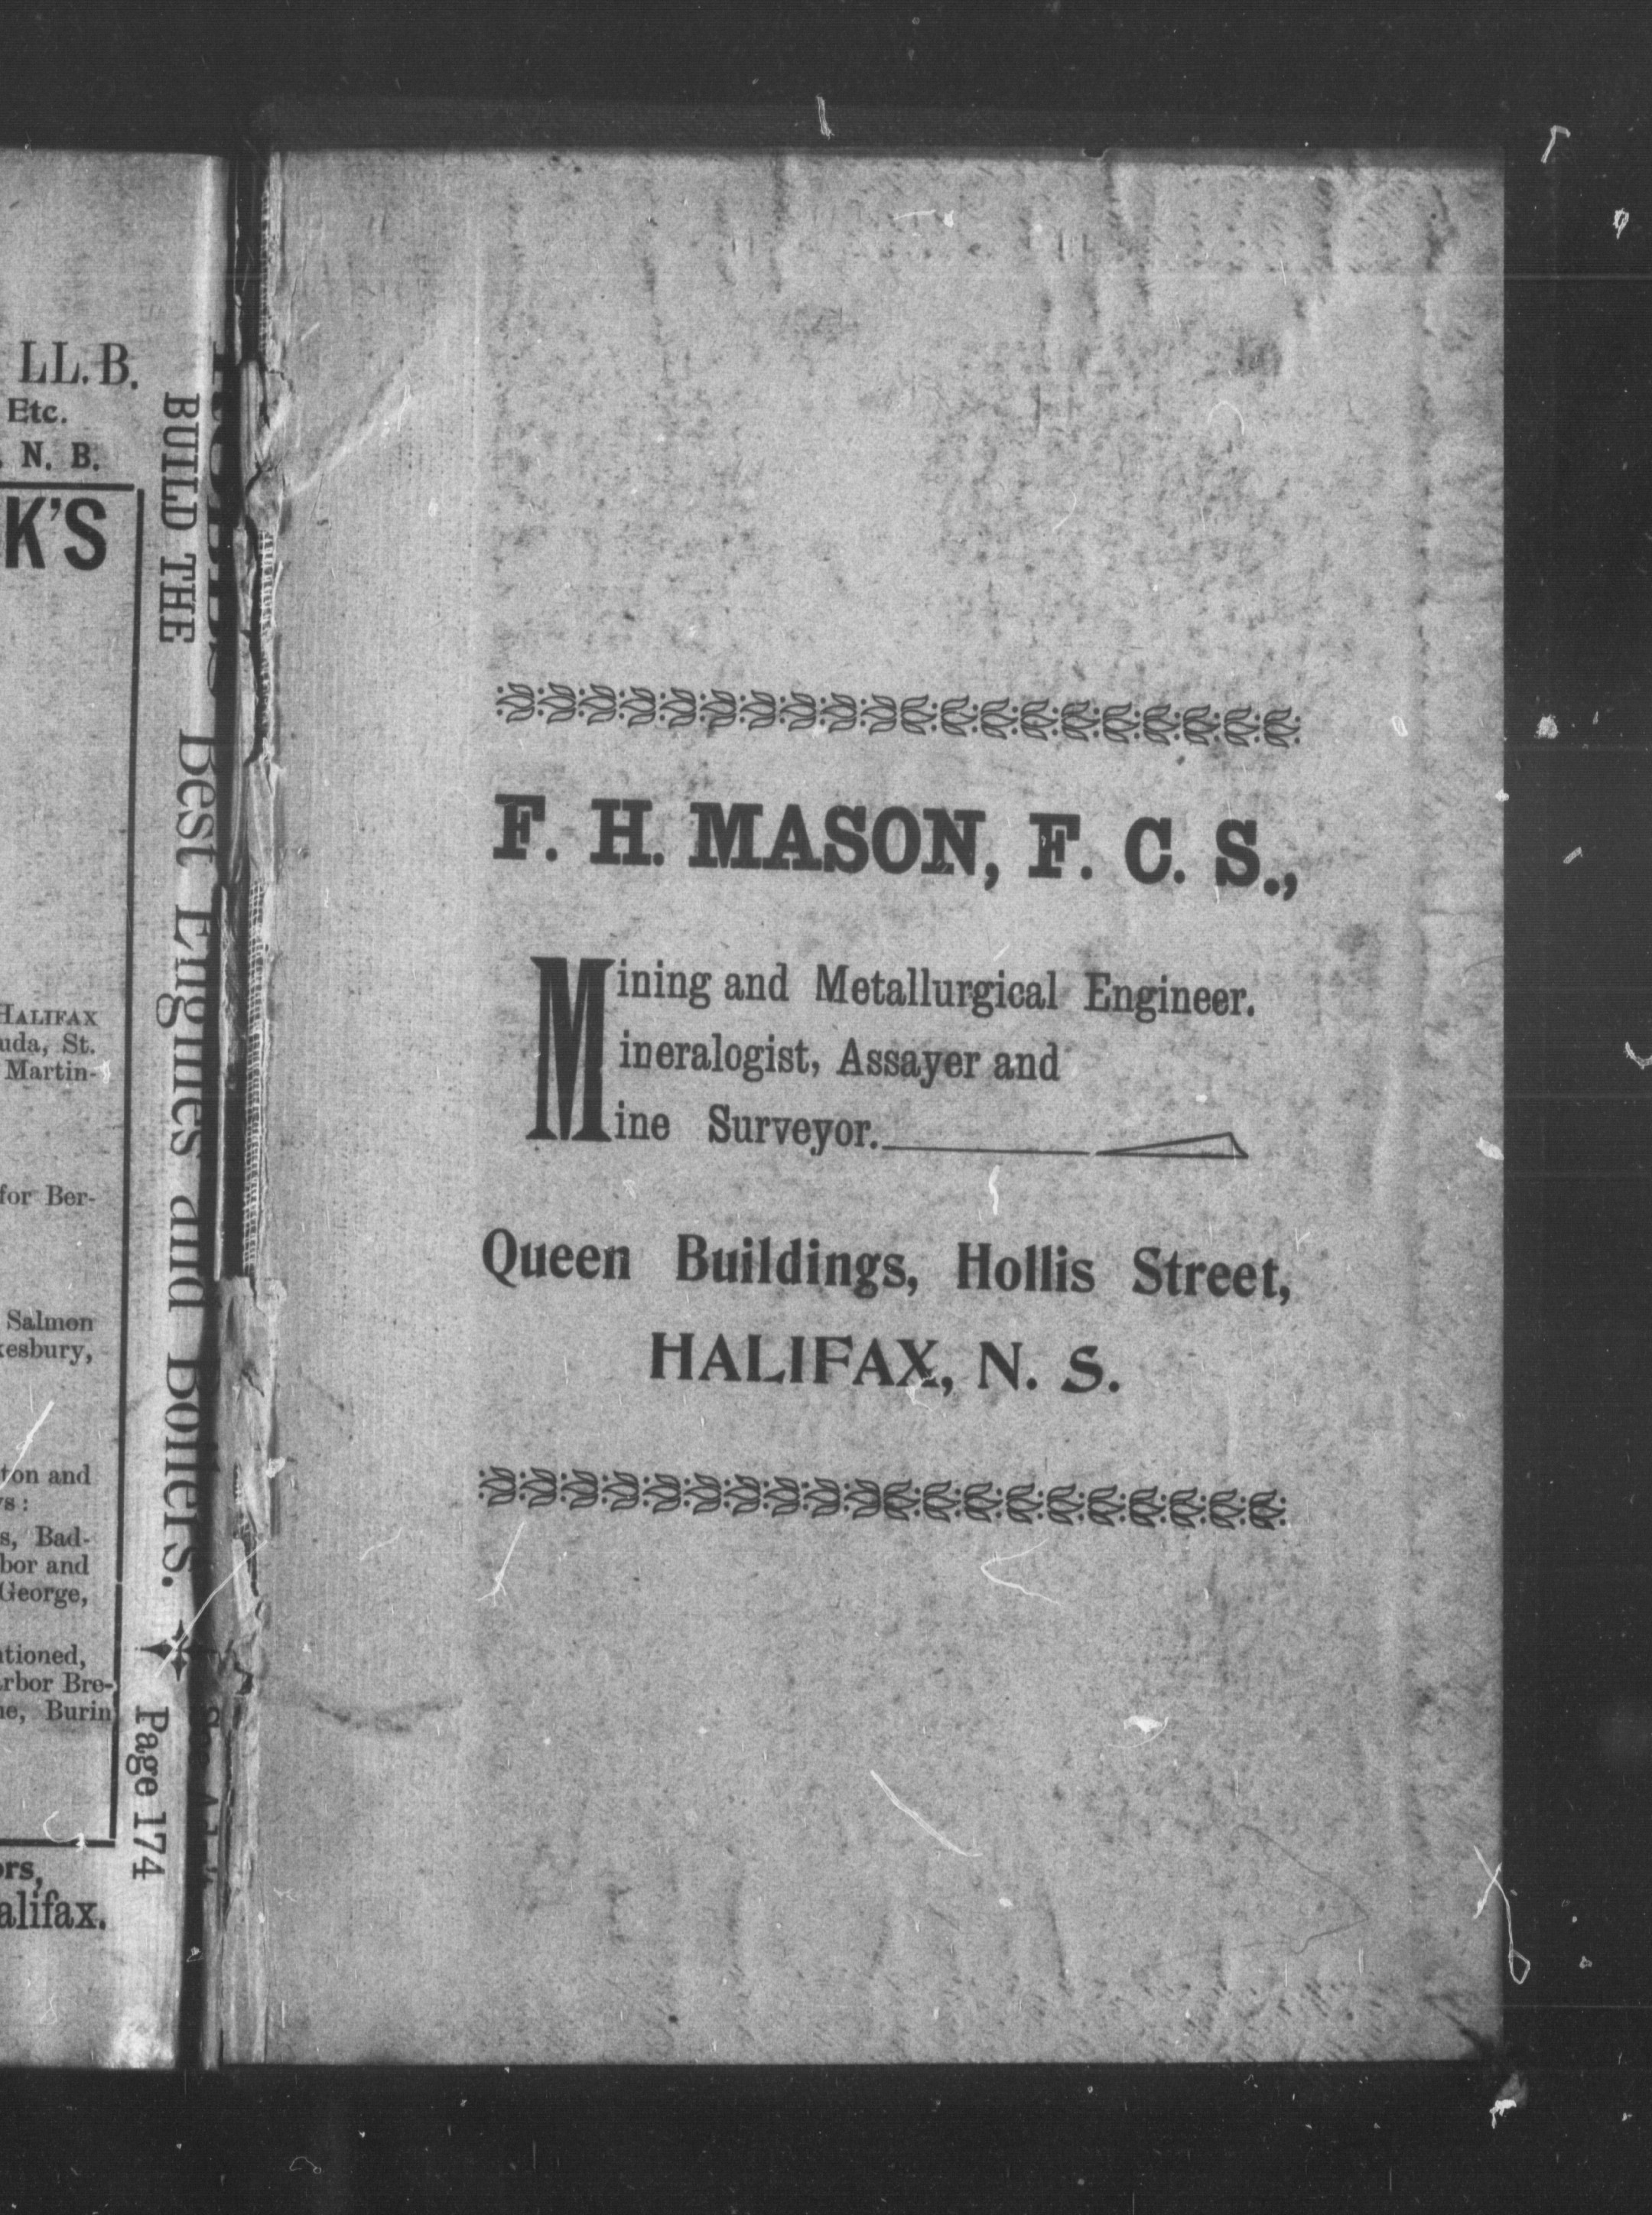 LL. B.
Etc.
N. B.
K'S
HALIFAX
uda, St.
Martin-
for Ber-
Salmon
kesbury,
ton and
s, Bad-
bor and
George,
tioned,
rbor Bre-
Burin
ors,
alifax.
BUILD THE
Best Engines and Boilers.
Page 174
F. H. MASON, F. C. S.,
Mining and Metallurgical Engineer.
Mineralogist, Assayer and
Mine Surveyor.
Queen Buildings, Hollis Street,
HALIFAX, N. S.